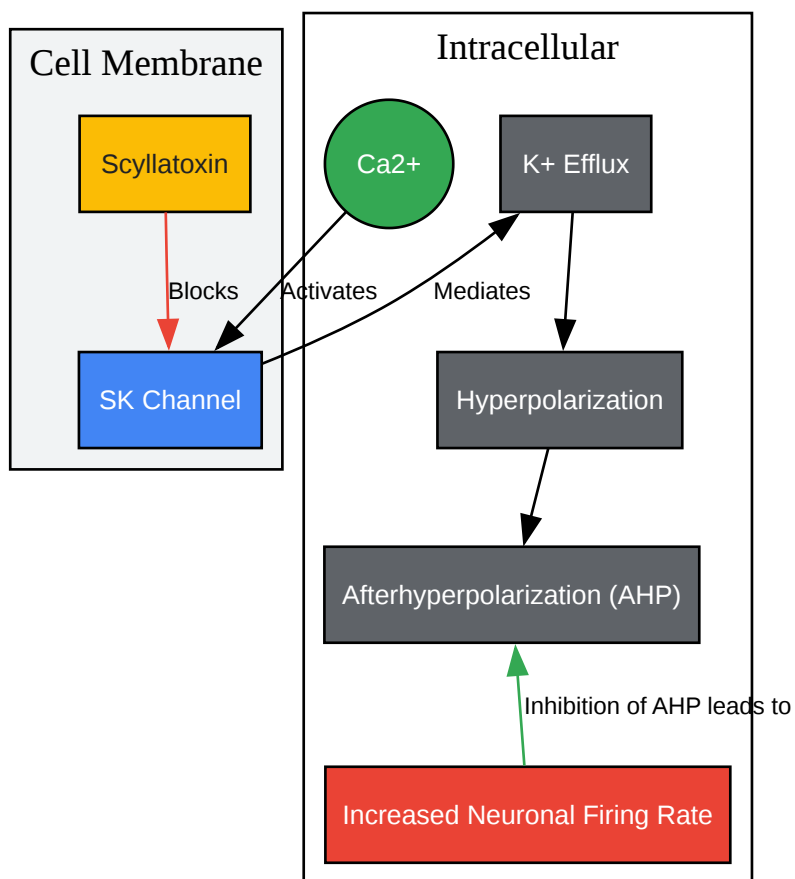 Cell Membrane
Intracellular
Scyllatoxin
Ca2+
K+ Efflux
Blocks
Activates
Mediates
SK Channel
Hyperpolarization
Afterhyperpolarization (AHP)
Inhibition of AHP leads to
Increased Neuronal Firing Rate